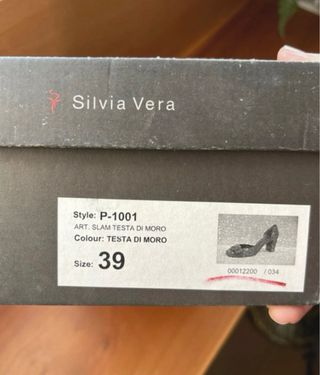 Silvia Vera
Style: P-1001
ART. SLAM TESTA DI MORO
Colour: TESTA DI MORO
Size: 39
00012200 / 034